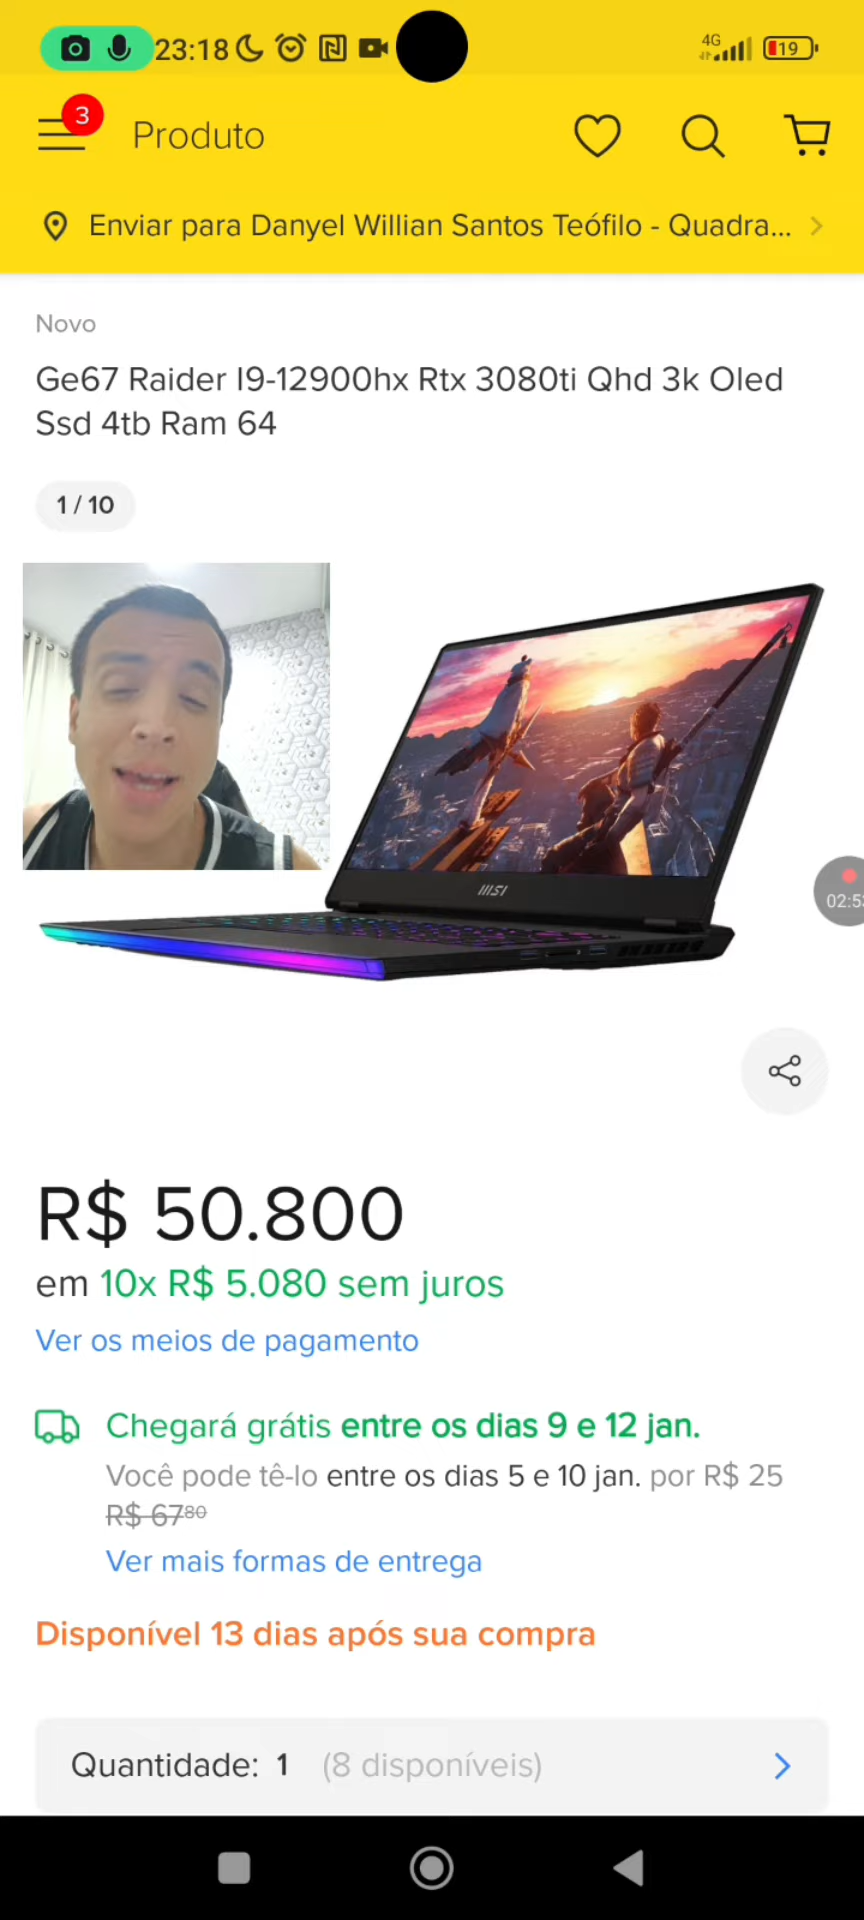 23:18
4G
19
3
Produto
Enviar para Danyel Willian Santos Teófilo - Quadra...
Novo
Ge67 Raider I9-12900hx Rtx 3080ti Qhd 3k Oled
Ssd 4tb Ram 64
1 / 10
msi
02:53
R$ 50.800
em 10x R$ 5.080 sem juros
Ver os meios de pagamento
Chegará grátis entre os dias 9 e 12 jan.
Você pode tê-lo entre os dias 5 e 10 jan. por R$ 25
R$ 67 80
Ver mais formas de entrega
Disponível 13 dias após sua compra
Quantidade: 1 (8 disponíveis)